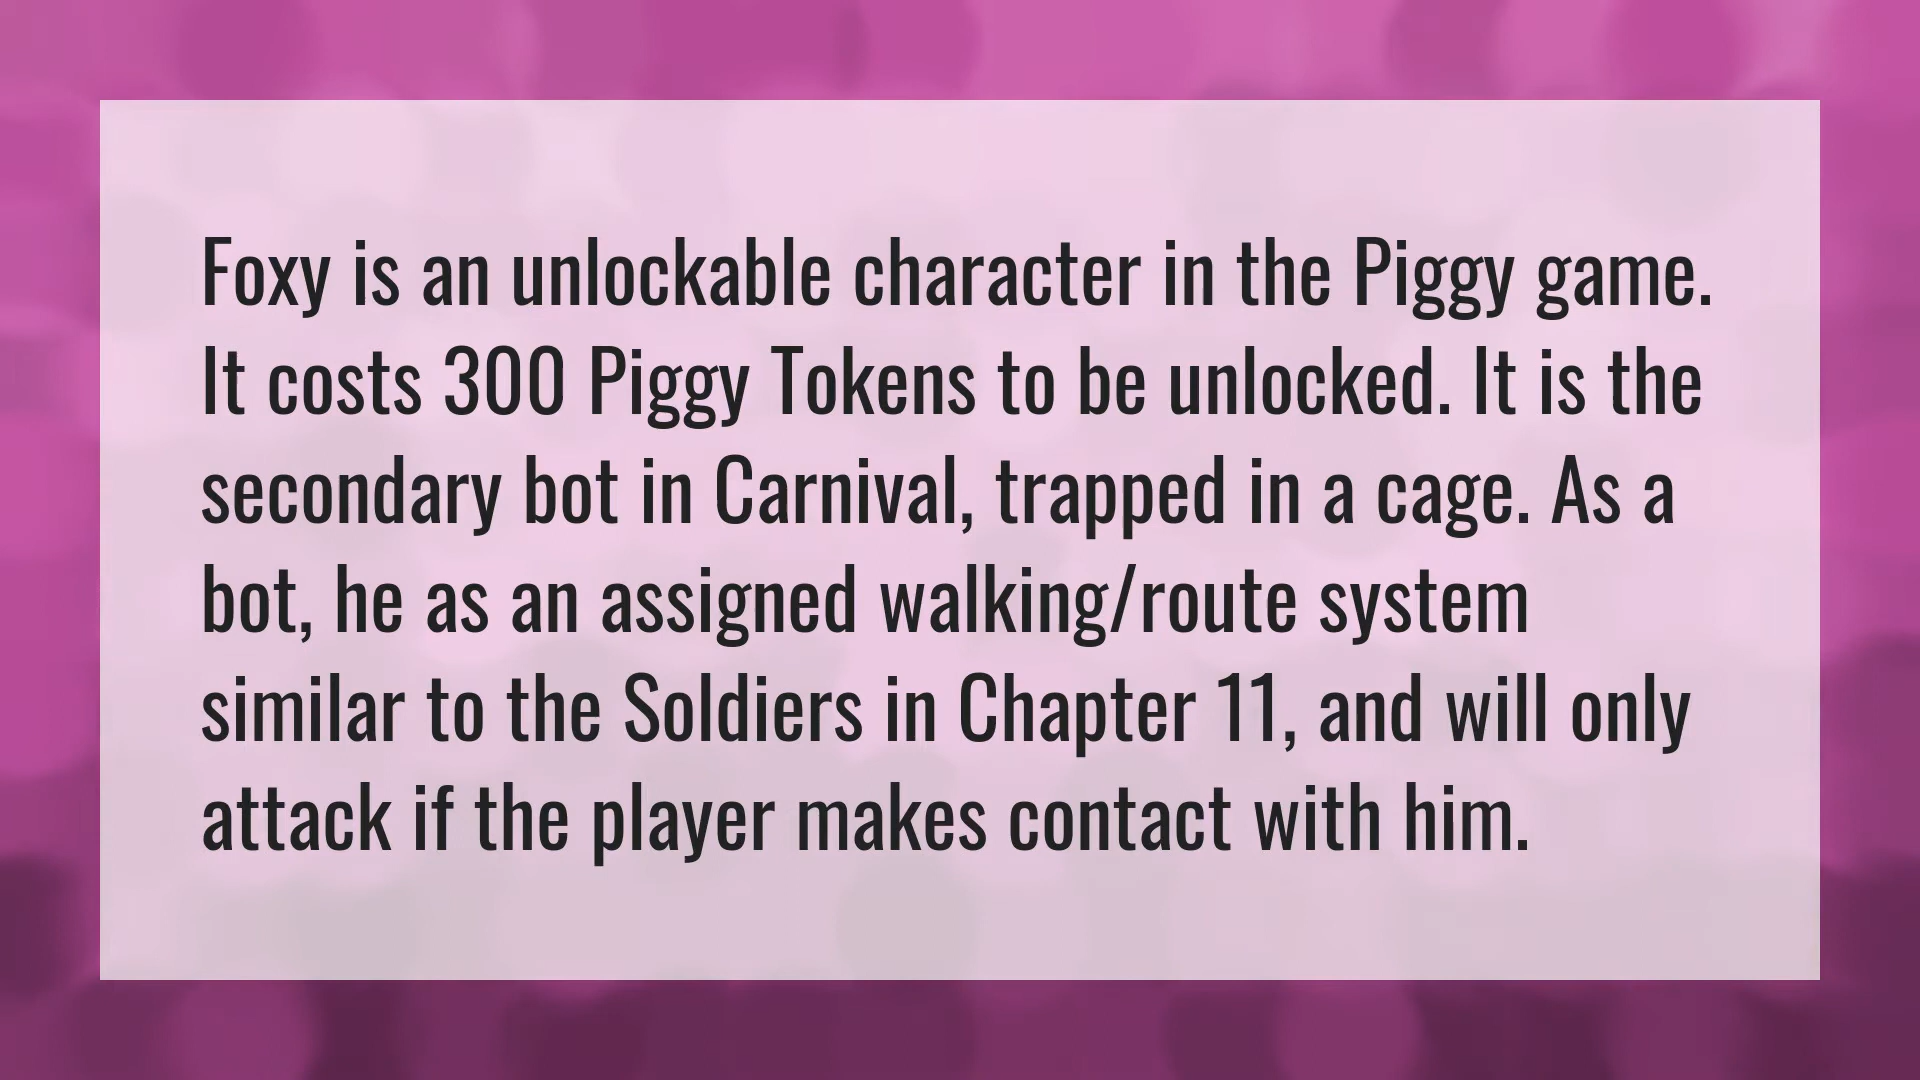 Foxy is an unlockable character in the Piggy game.
It costs 300 Piggy Tokens to be unlocked. It is the
secondary bot in Carnival, trapped in a cage. As a
bot, he as an assigned walking/route system
similar to the Soldiers in Chapter 11, and will only
attack if the player makes contact with him.